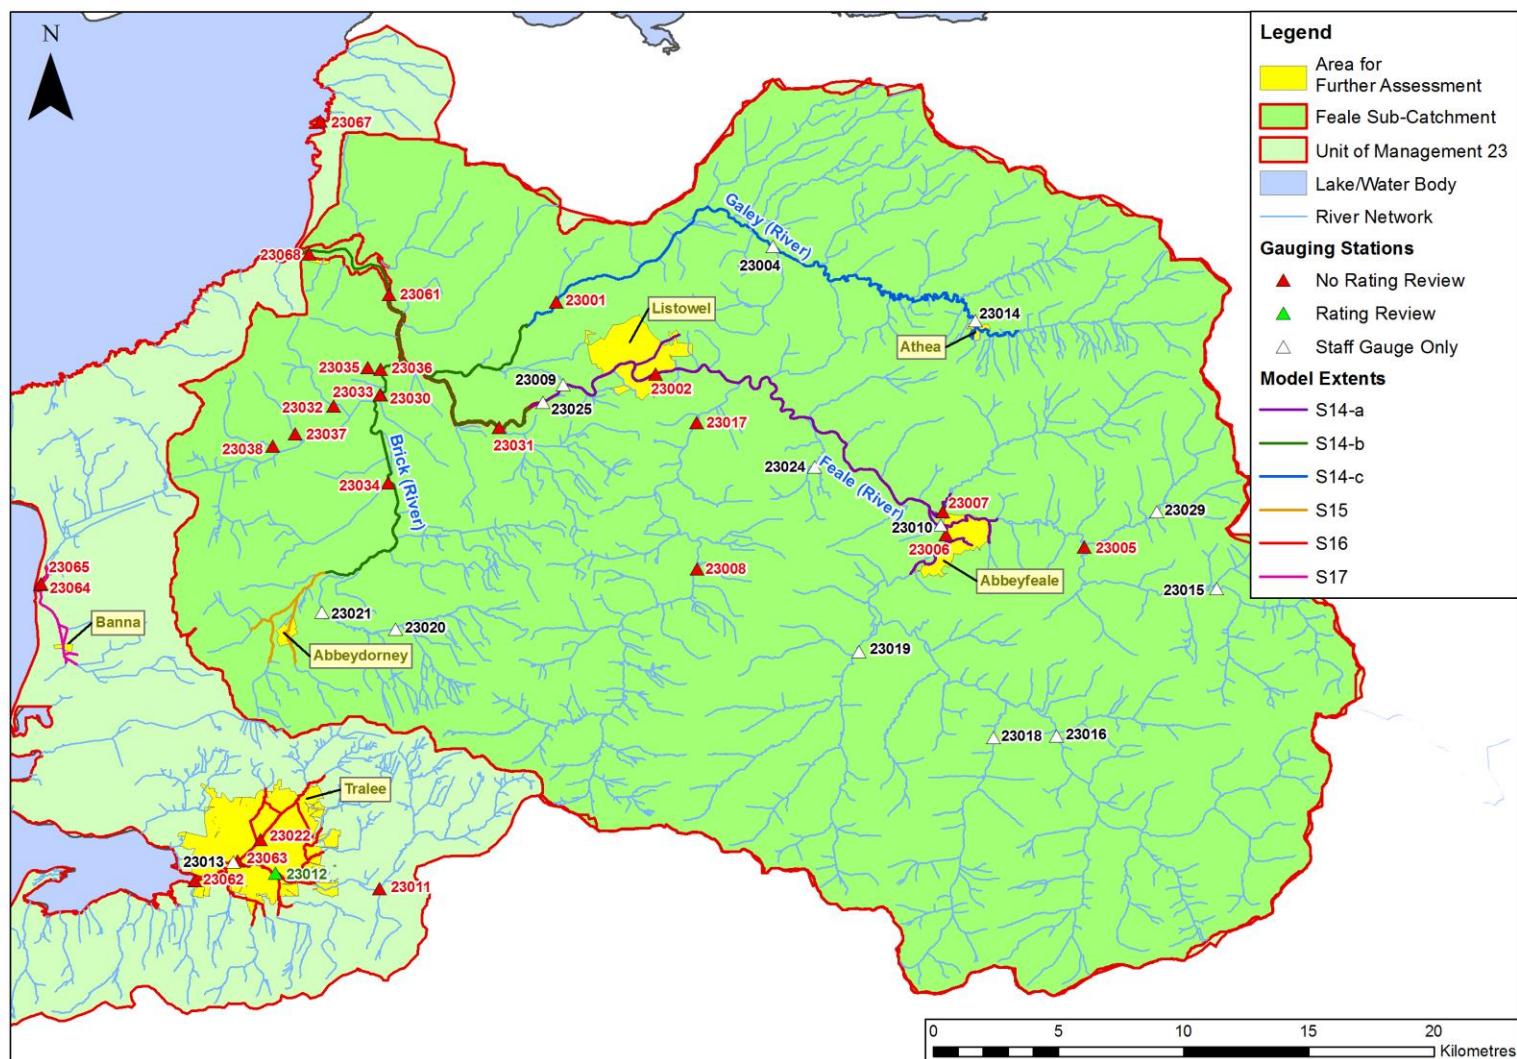 N
23067
23068
23061
23001
Galey (River)
23004
Listowel
23014
Athea
23035
23036
23033
23030
23032
23009
23025
23002
23037
23038
23031
23017
Brick (River)
23034
23024
Feale (River)
23007
23010
23006
23029
23005
Abbeyfeale
23065
23064
23008
23015
Banna
23021
23020
Abbeydorney
23019
23018
23016
Tralee
23022
23013
23063
23012
23062
23011
Legend
Area for
Further Assessment
Feale Sub-Catchment
Unit of Management 23
Lake/Water Body
River Network
Gauging Stations
No Rating Review
Rating Review
Staff Gauge Only
Model Extents
S14-a
S14-b
S14-c
S15
S16
S17
0 5 10 15 20
Kilometres